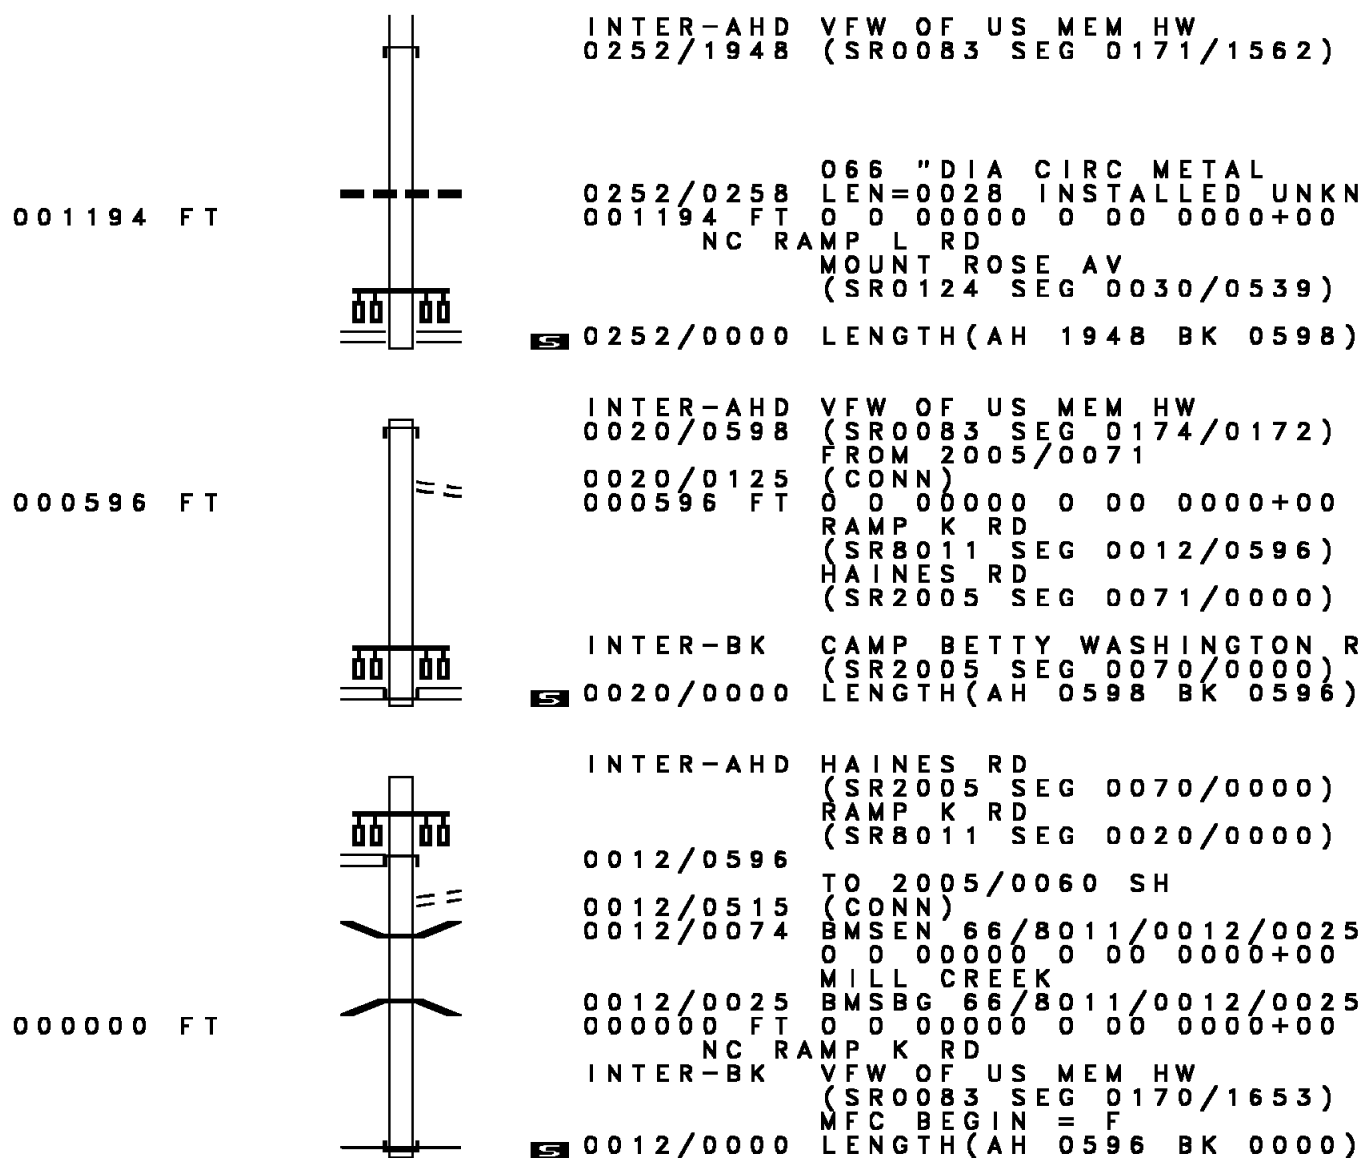 INTER-AHD VFW OF US MEM HW
0252/1948 (SR0083 SEG 0171/1562)
066 "DIA CIRC METAL
0252/0258 LEN=0028 INSTALLED UNKN
001194 FT 001194 FT 0 0 00000 0 00 0000+00
NC RAMP L RD
MOUNT ROSE AV
(SR0124 SEG 0030/0539)
S 0252/0000 LENGTH(AH 1948 BK 0598)
INTER-AHD VFW OF US MEM HW
0020/0598 (SR0083 SEG 0174/0172)
FROM 2005/0071
0020/0125 (CONN)
000596 FT 000596 FT 0 0 00000 0 00 0000+00
RAMP K RD
(SR8011 SEG 0012/0596)
HAINES RD
(SR2005 SEG 0071/0000)
INTER-BK CAMP BETTY WASHINGTON R
(SR2005 SEG 0070/0000)
S 0020/0000 LENGTH(AH 0598 BK 0596)
INTER-AHD HAINES RD
(SR2005 SEG 0070/0000)
RAMP K RD
(SR8011 SEG 0020/0000)
0012/0596
TO 2005/0060 SH
0012/0515 (CONN)
0012/0074 BMSEN 66/8011/0012/0025
0 0 00000 0 00 0000+00
MILL CREEK
0012/0025 BMSBG 66/8011/0012/0025
000000 FT 000000 FT 0 0 00000 0 00 0000+00
NC RAMP K RD
INTER-BK VFW OF US MEM HW
(SR0083 SEG 0170/1653)
MFC BEGIN = F
S 0012/0000 LENGTH(AH 0596 BK 0000)